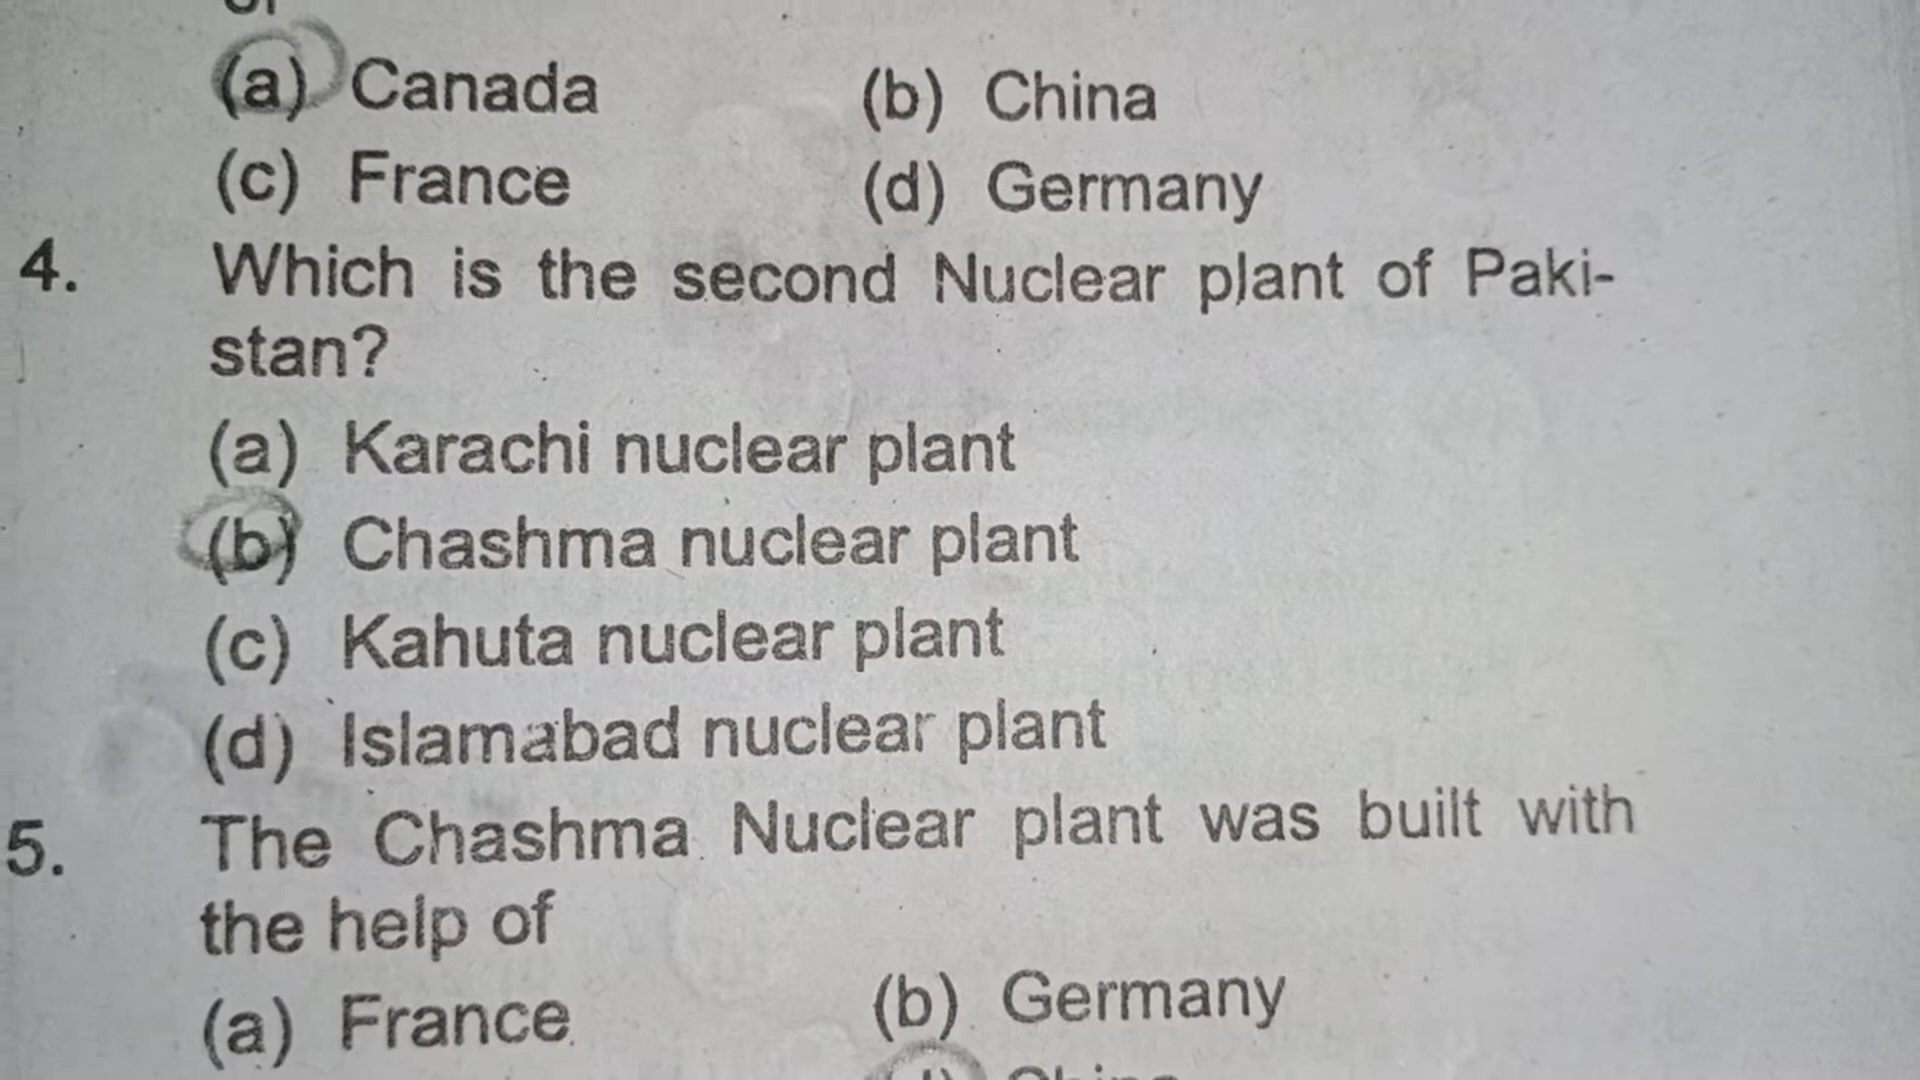 (a) Canada (b) China
(c) France (d) Germany
4. Which is the second Nuclear plant of Paki-
stan?
(a) Karachi nuclear plant
(b) Chashma nuclear plant
(c) Kahuta nuclear plant
(d) Islamabad nuclear plant
5. The Chashma Nuclear plant was built with
the help of
(a) France (b) Germany